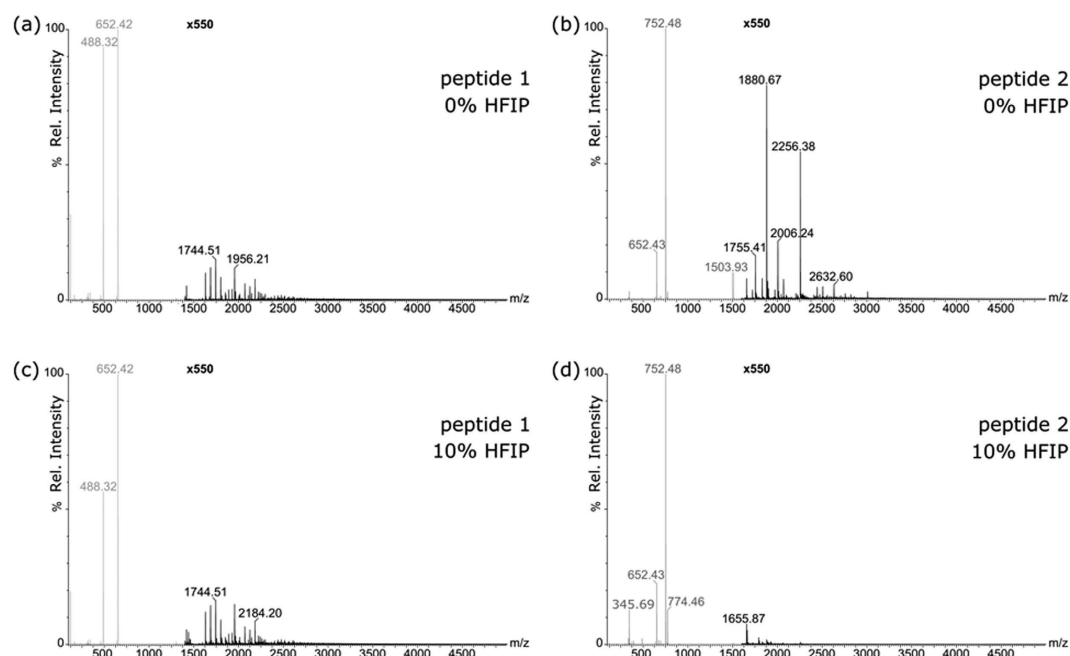 (a)
100
652.42
488.32
x550
peptide 1
0% HFIP
% Rel. Intensity
1744.51
1956.21
0
500 1000 1500 2000 2500 3000 3500 4000 4500
m/z
(b)
100
752.48
x550
1880.67
peptide 2
0% HFIP
% Rel. Intensity
2256.38
652.43
1755.41
2006.24
1503.93
2632.60
0
500 1000 1500 2000 2500 3000 3500 4000 4500
m/z
(c)
100
652.42
x550
peptide 1
10% HFIP
% Rel. Intensity
488.32
1744.51
2184.20
0
500 1000 1500 2000 2500 3000 3500 4000 4500
m/z
(d)
100
752.48
x550
peptide 2
10% HFIP
% Rel. Intensity
652.43
345.69
774.46
1655.87
0
500 1000 1500 2000 2500 3000 3500 4000 4500
m/z